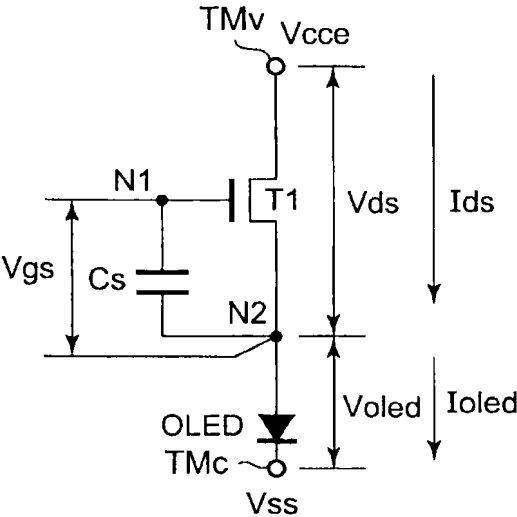 TMv Vcce
N1
T1
Vds
Ids
Vgs
Cs
N2
OLED
Voled
Ioled
TMc
Vss